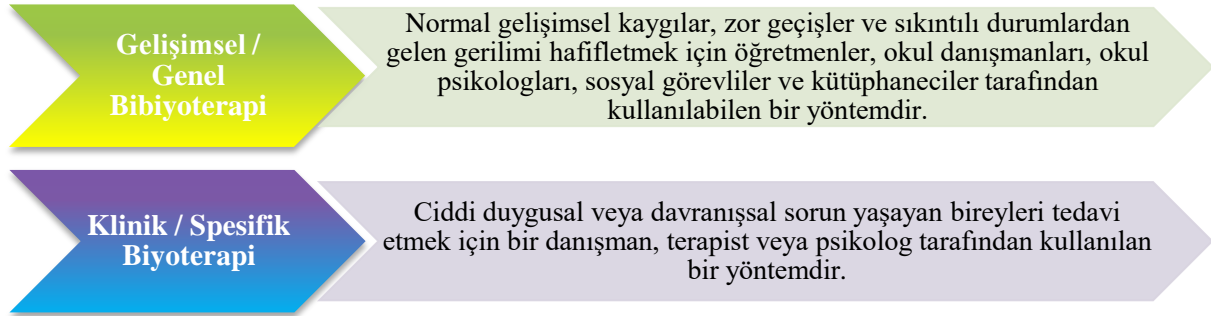 Gelişimsel /
Genel
Bibiyoterapi
Normal gelişimsel kaygılar, zor geçişler ve sıkıntılı durumlardan
gelen gerilimi hafifletmek için öğretmenler, okul danışmanları, okul
psikologları, sosyal görevliler ve kütüphaneciler tarafından
kullanılabilen bir yöntemdir.
Klinik / Spesifik
Biyoterapi
Ciddi duygusal veya davranışsal sorun yaşayan bireyleri tedavi
etmek için bir danışman, terapist veya psikolog tarafından kullanılan
bir yöntemdir.